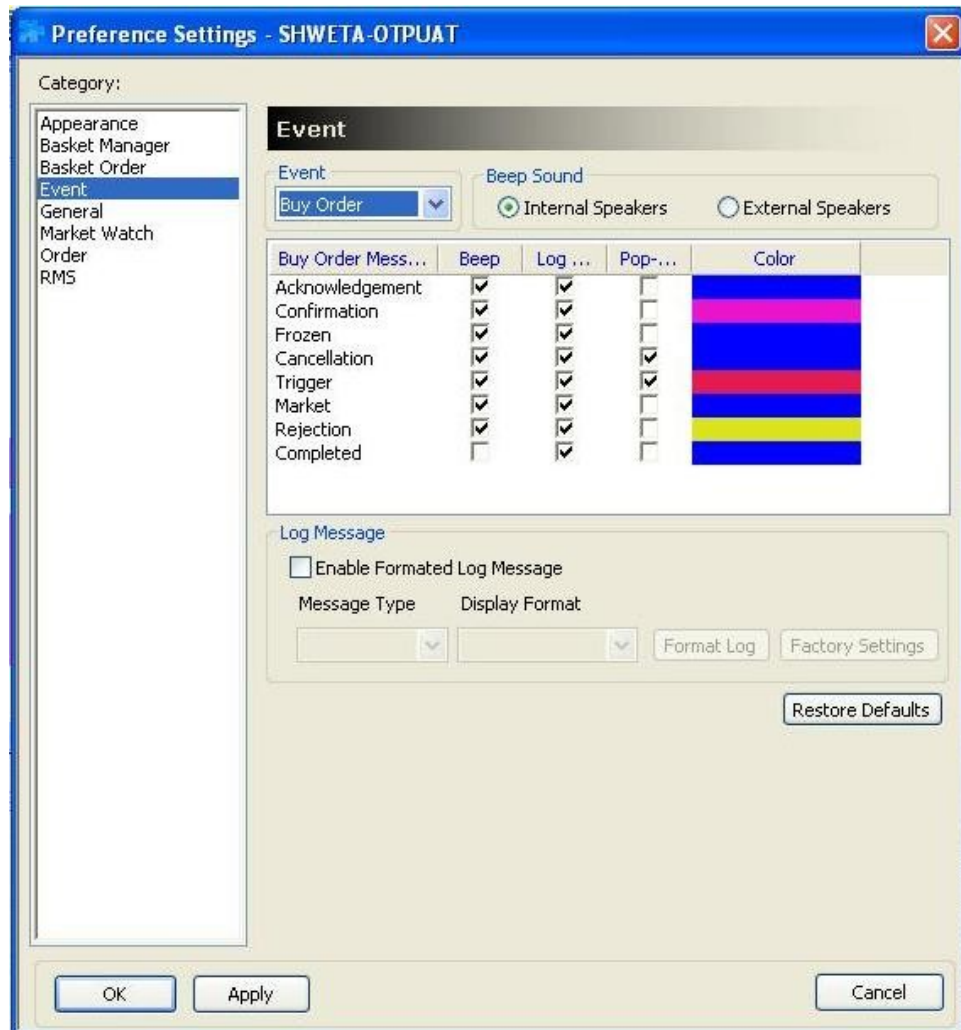 Preference Settings - SHWETA-OTPUAT
Category:
Appearance
Basket Manager
Basket Order
Event
General
Market Watch
Order
RMS
Event
Event
Buy Order
Beep Sound
Internal Speakers External Speakers
Buy Order Mess... Beep Log ... Pop-... Color
Acknowledgement
Confirmation
Frozen
Cancellation
Trigger
Market
Rejection
Completed
Log Message
Enable Formated Log Message
Message Type Display Format
Format Log Factory Settings
Restore Defaults
OK Apply Cancel